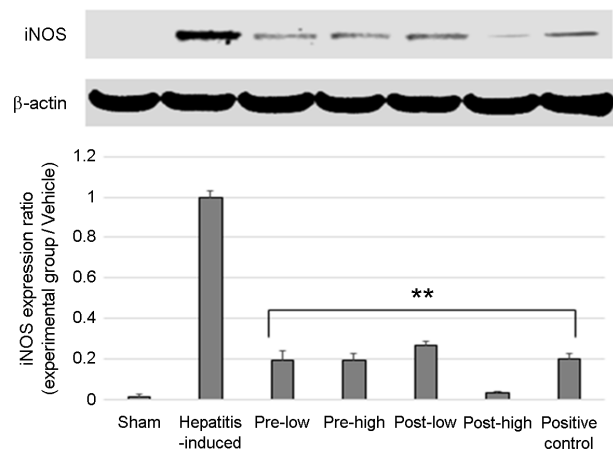 iNOS
β-actin
iNOS expression ratio
(experimental group / Vehicle)
1.2
1
0.8
0.6
0.4
0.2
0
**
Sham
Hepatitis
-induced
Pre-low
Pre-high
Post-low
Post-high
Positive
control